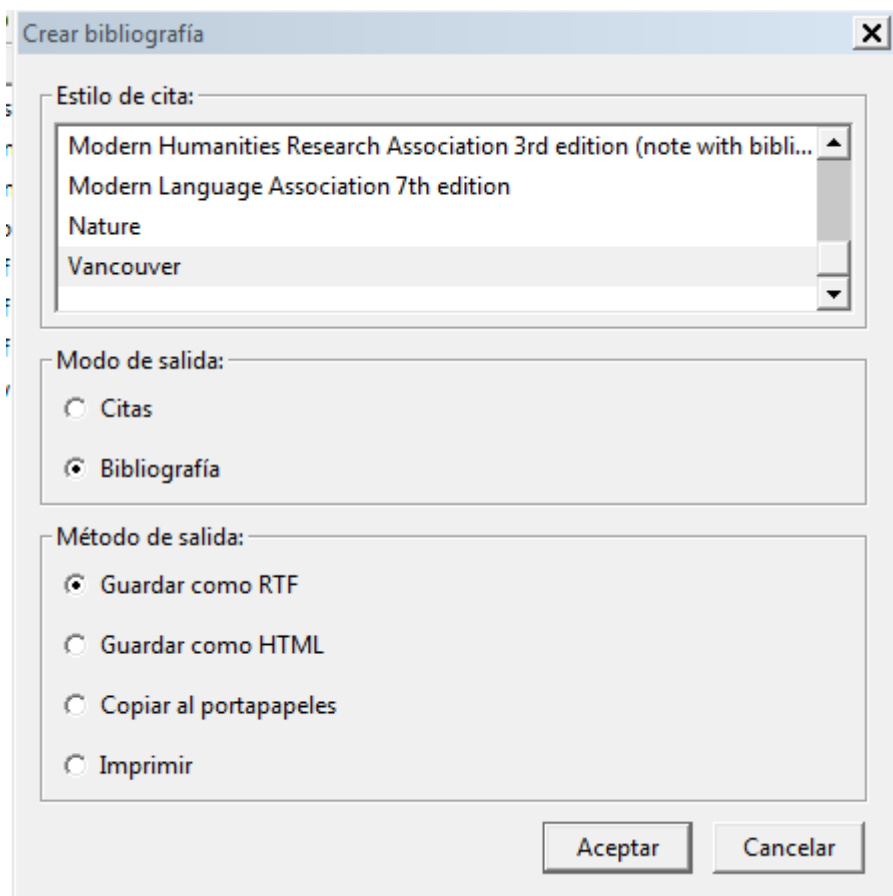 Crear bibliografía
Estilo de cita:
Modern Humanities Research Association 3rd edition (note with bibli...
Modern Language Association 7th edition
Nature
Vancouver
Modo de salida:
Citas
Bibliografía
Método de salida:
Guardar como RTF
Guardar como HTML
Copiar al portapapeles
Imprimir
Aceptar Cancelar